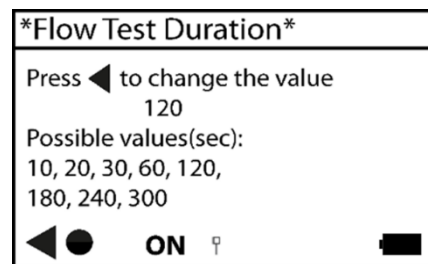 *Flow Test Duration*
Press ◀ to change the value
120
Possible values(sec):
10, 20, 30, 60, 120,
180, 240, 300
ON